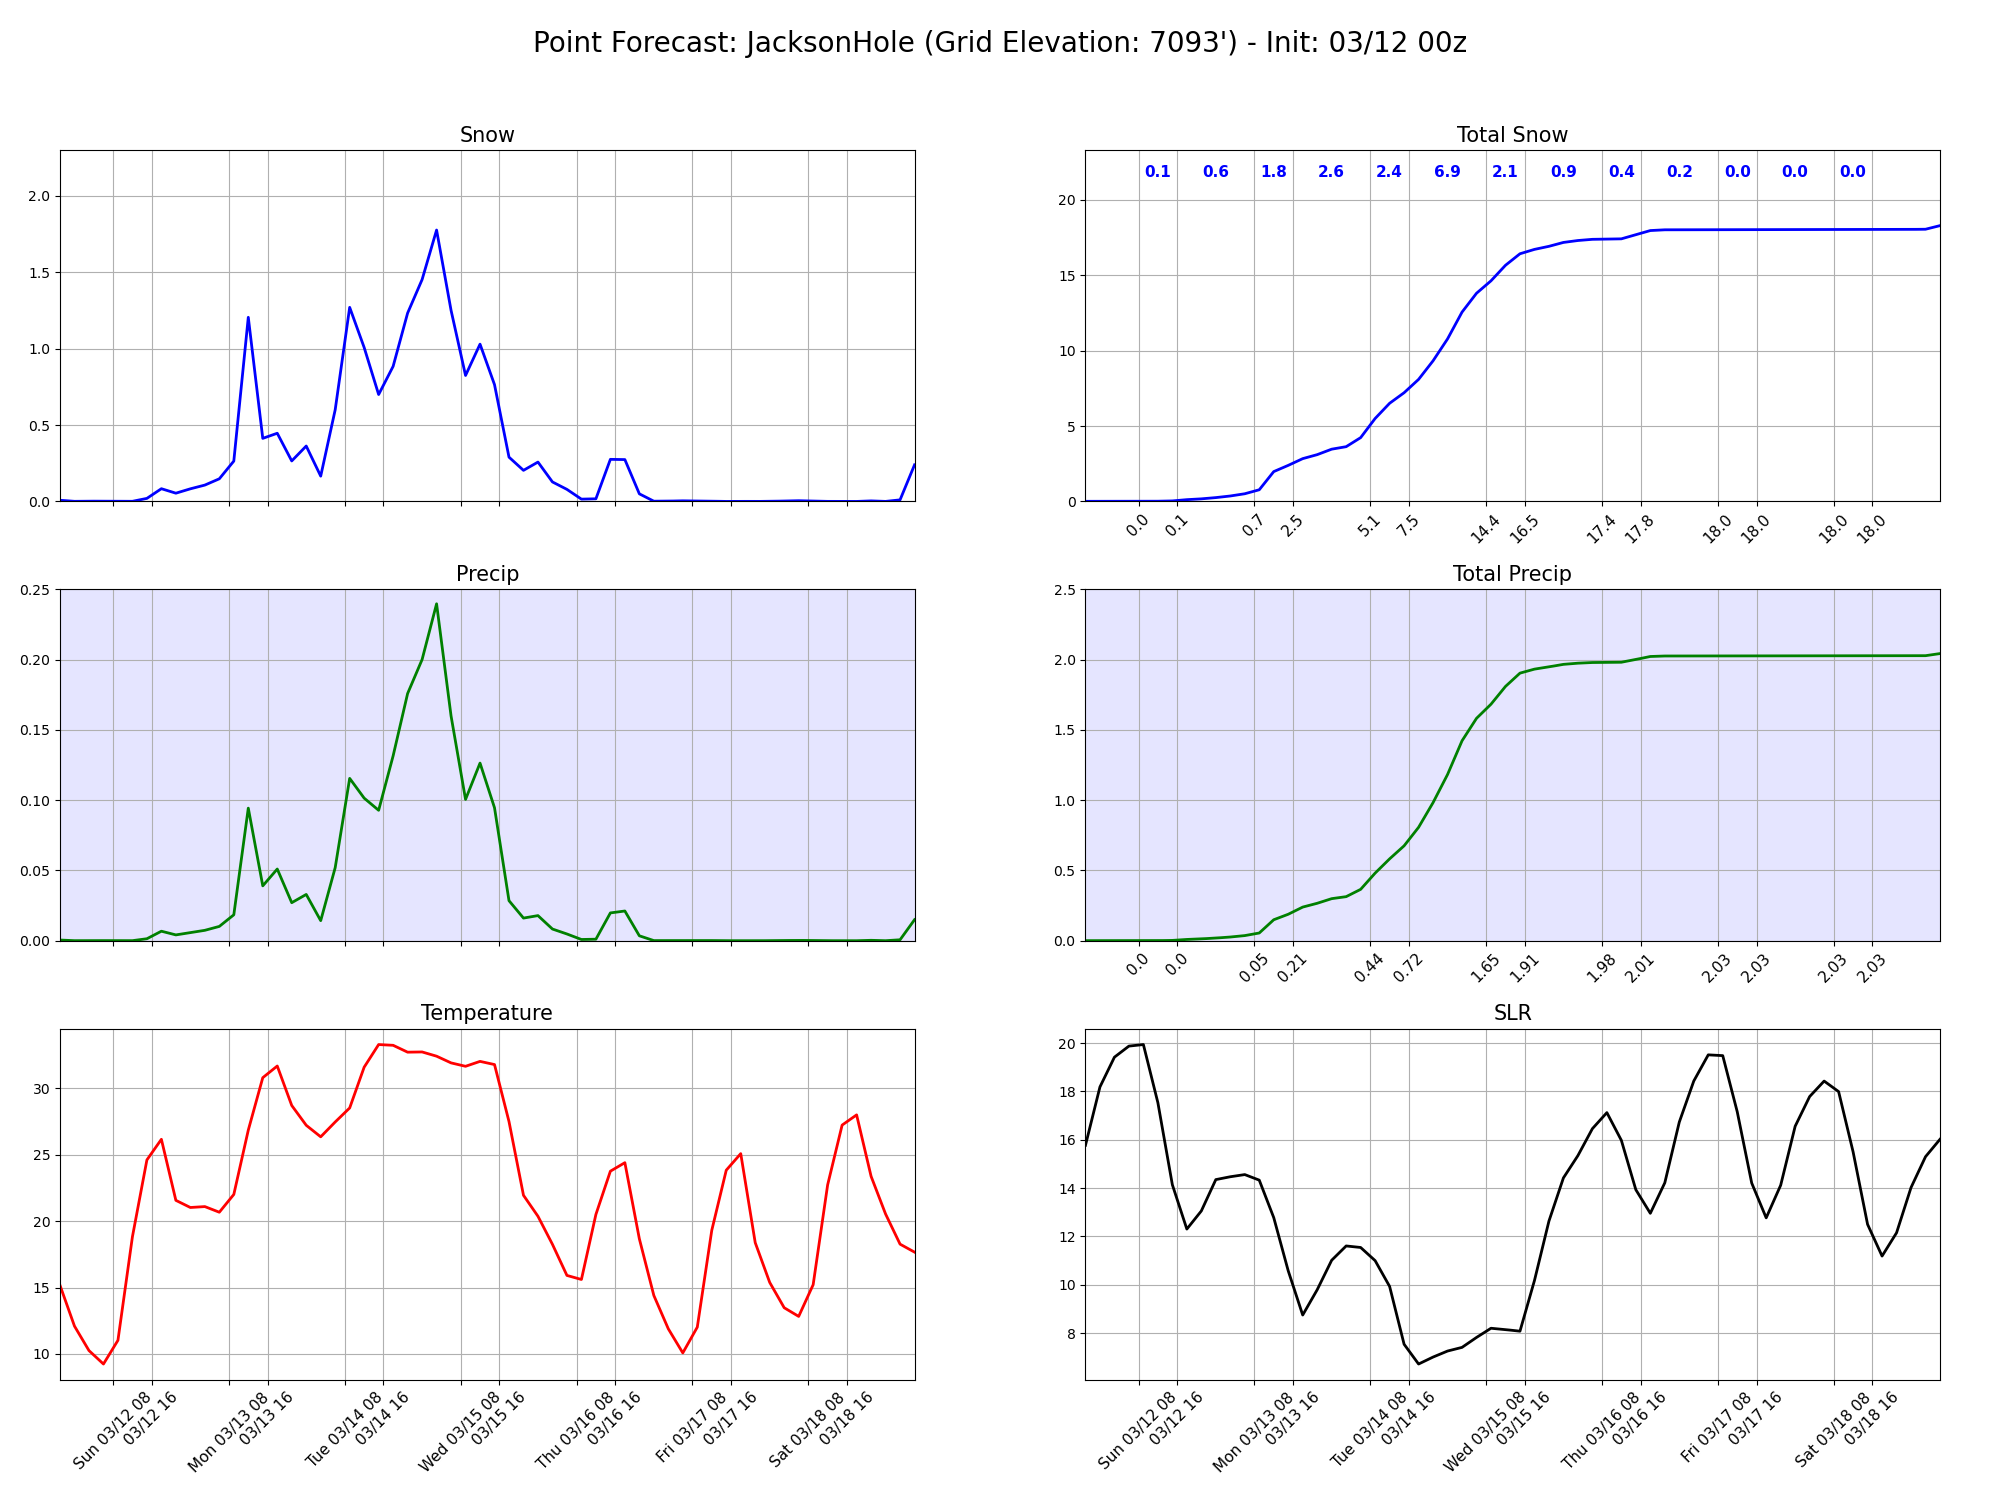 Point Forecast: JacksonHole (Grid Elevation: 7093') - Init: 03/12 00z
Snow
2.0
1.5
1.0
0.5
0.0
Total Snow
0.1 0.6 1.8 2.6 2.4 6.9 2.1 0.9 0.4 0.2 0.0 0.0 0.0
20
15
10
5
0
0.0 0.1 0.7 2.5 5.1 7.5 14.4 16.5 17.4 17.8 18.0 18.0 18.0 18.0
Precip
0.25
0.20
0.15
0.10
0.05
0.00
Total Precip
2.5
2.0
1.5
1.0
0.5
0.0
0.0 0.0 0.05 0.21 0.44 0.72 1.65 1.91 1.98 2.01 2.03 2.03 2.03 2.03
Temperature
30
25
20
15
10
Sun 03/12 08
03/12 16
Mon 03/13 08
03/13 16
Tue 03/14 08
03/14 16
Wed 03/15 08
03/15 16
Thu 03/16 08
03/16 16
Fri 03/17 08
03/17 16
Sat 03/18 08
03/18 16
SLR
20
18
16
14
12
10
8
Sun 03/12 08
03/12 16
Mon 03/13 08
03/13 16
Tue 03/14 08
03/14 16
Wed 03/15 08
03/15 16
Thu 03/16 08
03/16 16
Fri 03/17 08
03/17 16
Sat 03/18 08
03/18 16